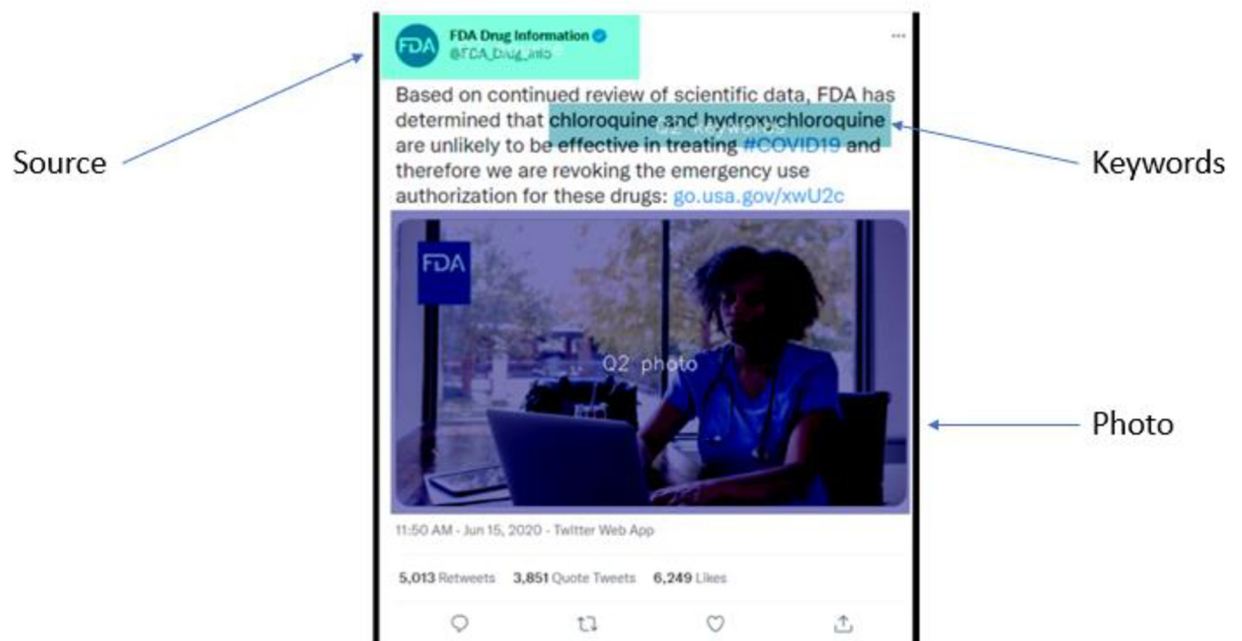 FDA
FDA Drug Information
@FDA_Drug_Info
Based on continued review of scientific data, FDA has
determined that chloroquine and hydroxychloroquine
are unlikely to be effective in treating #COVID19 and
therefore we are revoking the emergency use
authorization for these drugs: go.usa.gov/xwU2c
Q2 keywords
Source
Keywords
FDA
Q2 photo
Photo
11:50 AM - Jun 15, 2020 - Twitter Web App
5,013 Retweets 3,851 Quote Tweets 6,249 Likes